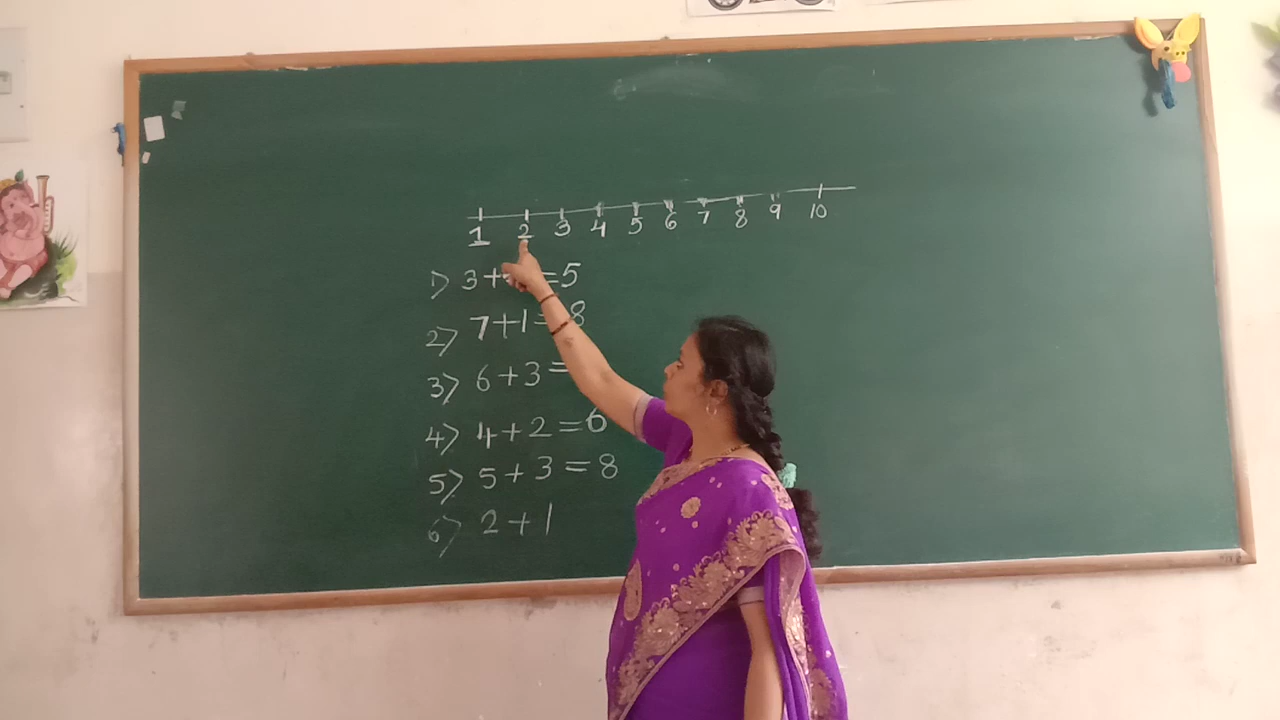 1 2 3 4 5 6 7 8 9 10
1) 3+ =5
2) 7+1=8
3) 6+3=
4) 4+2=6
5) 5+3=8
6) 2+1